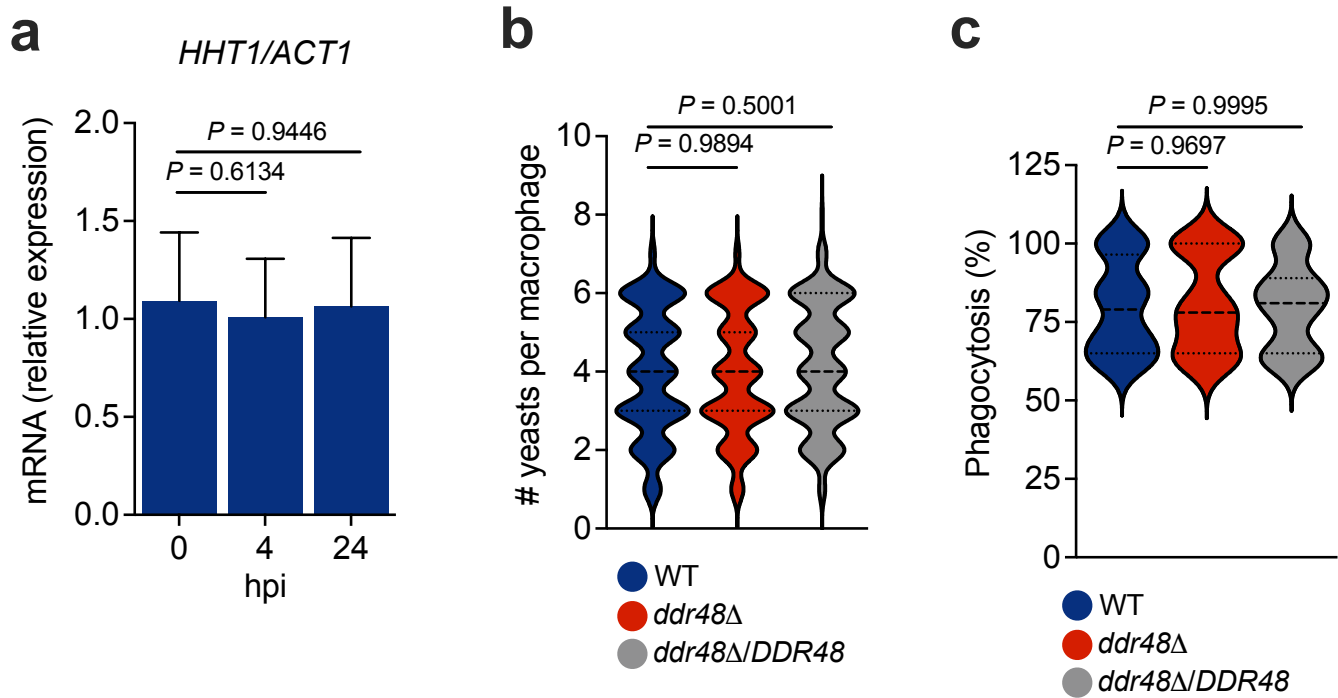 a
HHT1/ACT1
mRNA (relative expression)
2.0
1.5
1.0
0.5
0.0
P = 0.9446
P = 0.6134
0 4 24
hpi
b
# yeasts per macrophage
10
8
6
4
2
0
P = 0.5001
P = 0.9894
WT
ddr48Δ
ddr48Δ/DDR48
c
Phagocytosis (%)
125
100
75
50
25
0
P = 0.9995
P = 0.9697
WT
ddr48Δ
ddr48Δ/DDR48